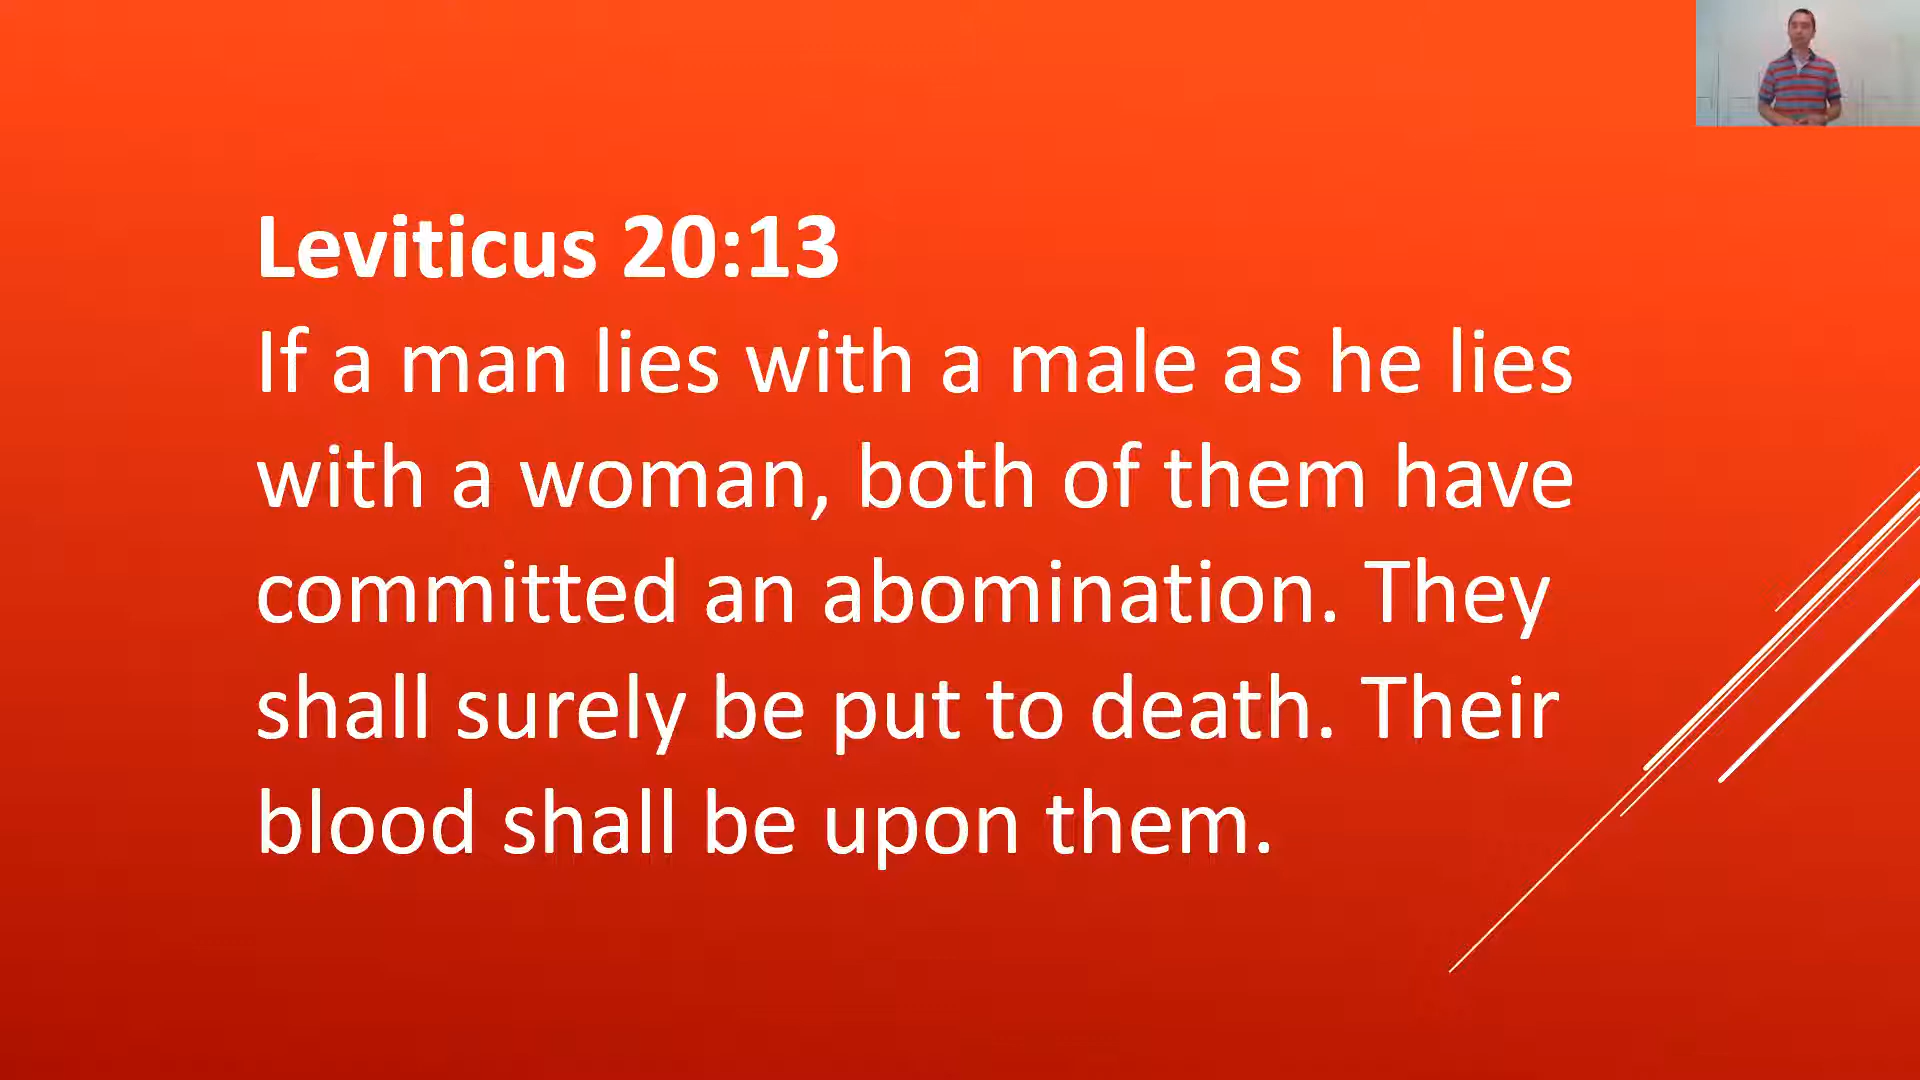 Leviticus 20:13
If a man lies with a male as he lies
with a woman, both of them have
committed an abomination. They
shall surely be put to death. Their
blood shall be upon them.